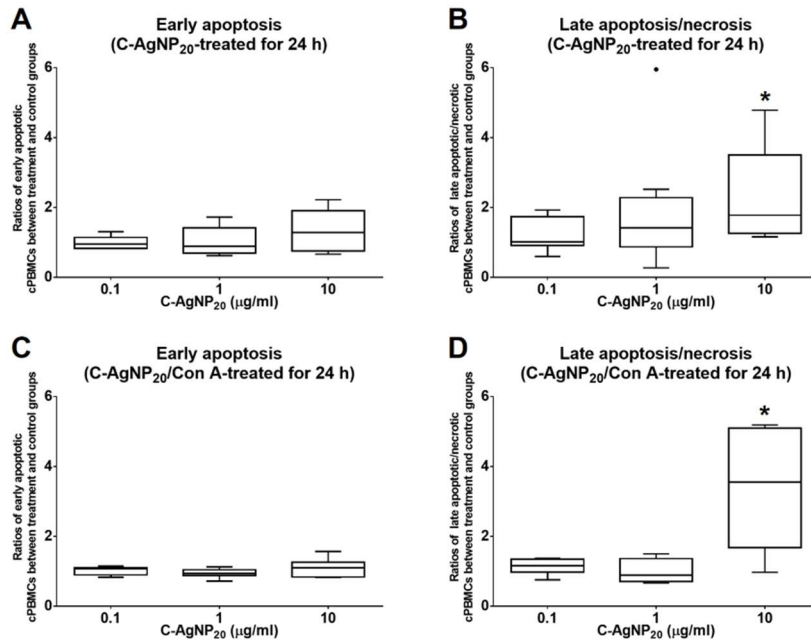 A
Early apoptosis
(C-AgNP₂₀-treated for 24 h)
Ratios of early apoptotic
cPBMCs between treatment and control groups
6
4
2
0
0.1 1 10
C-AgNP₂₀ (μg/ml)
B
Late apoptosis/necrosis
(C-AgNP₂₀-treated for 24 h)
Ratios of late apoptotic/necrotic
cPBMCs between treatment and control groups
6
4
2
0
*
0.1 1 10
C-AgNP₂₀ (μg/ml)
C
Early apoptosis
(C-AgNP₂₀/Con A-treated for 24 h)
Ratios of early apoptotic
cPBMCs between treatment and control groups
6
4
2
0
0.1 1 10
C-AgNP₂₀ (μg/ml)
D
Late apoptosis/necrosis
(C-AgNP₂₀/Con A-treated for 24 h)
Ratios of late apoptotic/necrotic
cPBMCs between treatment and control groups
6
4
2
0
*
0.1 1 10
C-AgNP₂₀ (μg/ml)